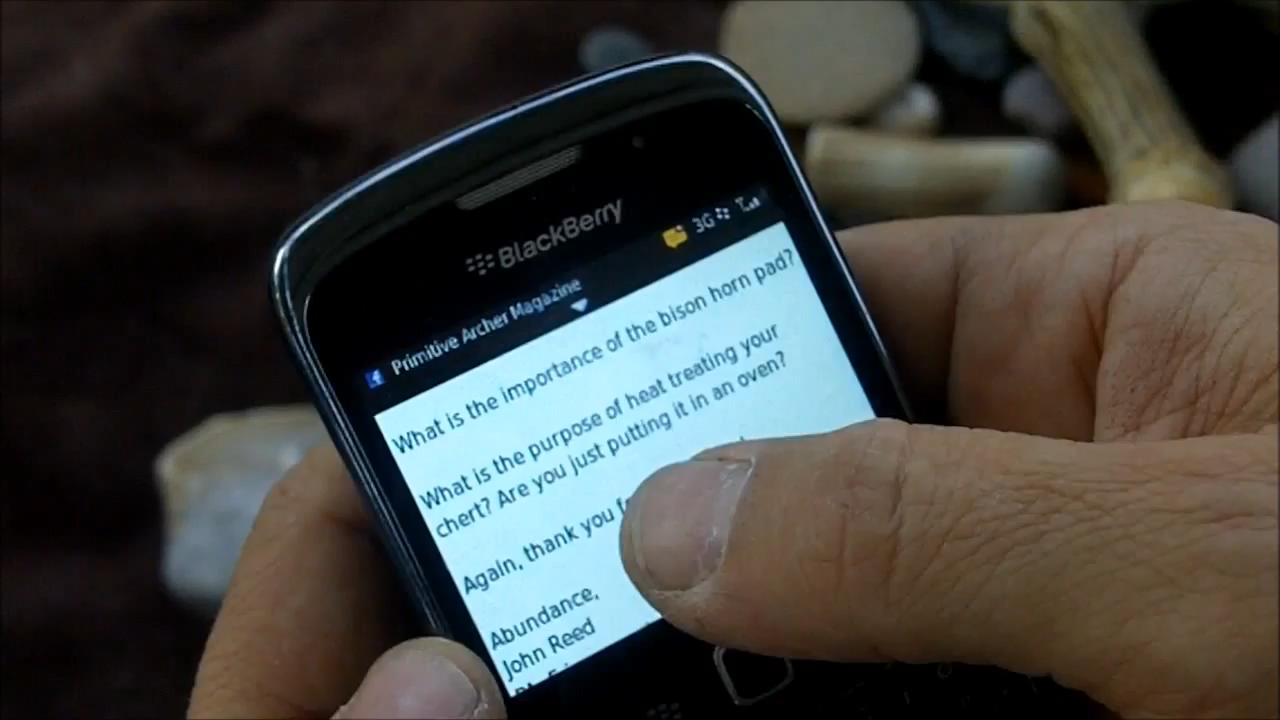 BlackBerry
3G
Primitive Archer Magazine
What is the importance of the bison horn pad?
What is the purpose of heat treating your
chert? Are you just putting it in an oven?
Again, thank you
Abundance,
John Reed